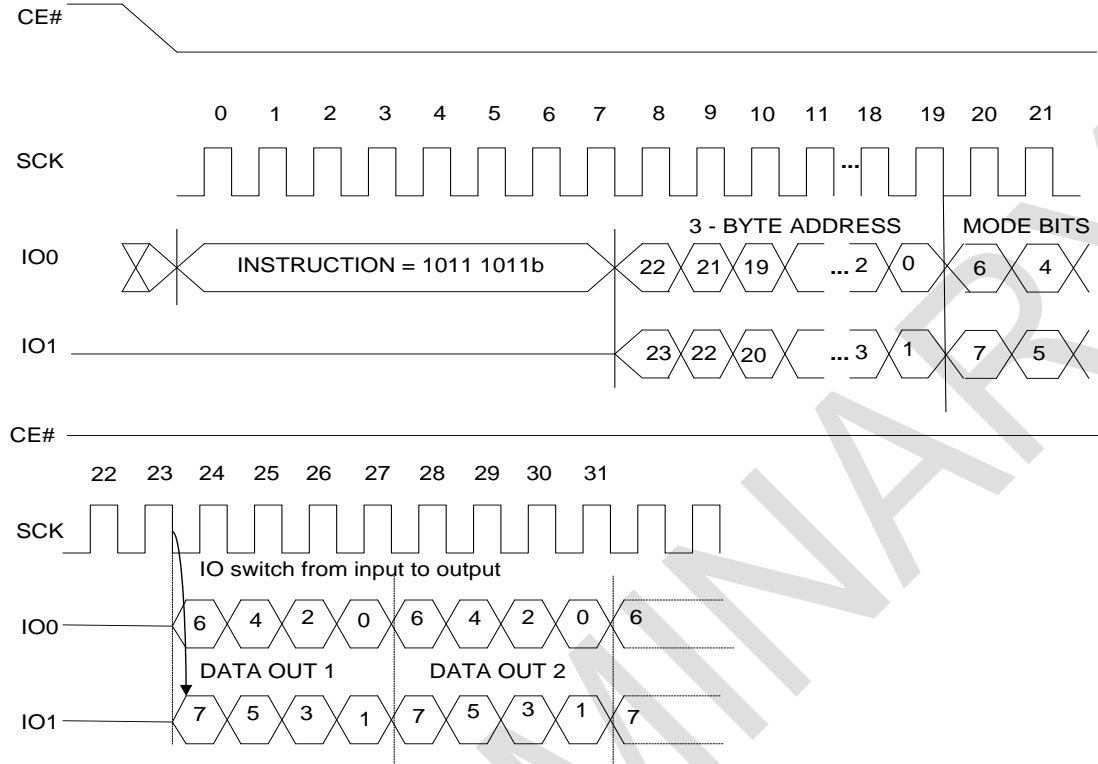 CE#
0 1 2 3 4 5 6 7 8 9 10 11 18 19 20 21
SCK ...
3 - BYTE ADDRESS MODE BITS
IO0 INSTRUCTION = 1011 1011b 22 21 19 ... 2 0 6 4
IO1 23 22 20 ... 3 1 7 5
CE#
22 23 24 25 26 27 28 29 30 31
SCK
IO switch from input to output
IO0 6 4 2 0 6 4 2 0 6
DATA OUT 1 DATA OUT 2
IO1 7 5 3 1 7 5 3 1 7
MINARY